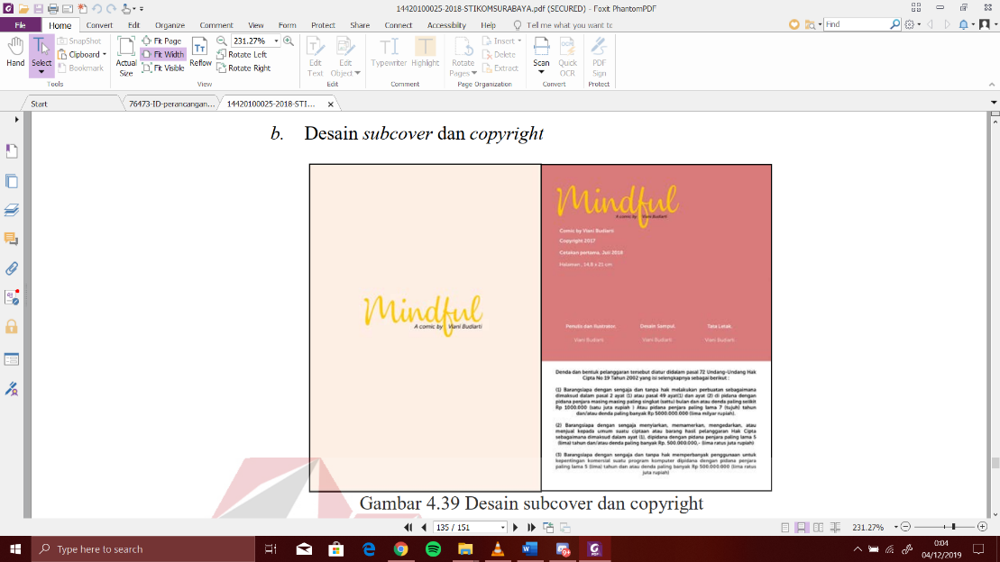 14420100025-2018-STIKOMSURABAYA.pdf (SECURED) - Foxit PhantomPDF
File Home Convert Edit Organize Comment View Form Protect Share Connect Accessiblity Help Tell me what you want tc Find
SnapShot Fit Page 231.27% Insert
Clipboard Fit Width Rotate Left Delete
Bookmark Fit Visible Rotate Right Extract
Hand Select Actual Size Reflow Edit Text Edit Object Typewriter Highlight Rotate Pages Scan Quick OCR PDF Sign
Tools View Edit Comment Page Organization Convert Protect
Start 76473-ID-perancangan... 14420100025-2018-STI...
b. Desain subcover dan copyright
Mindful
A comic by Viani Budiarti
Mindful
A comic by Viani Budiarti
Comic by Viani Budiarti
Copyright 2017
Cetakan pertama, Juli 2018
Halaman , 14,8 x 21 cm
Penulis dan Ilustrator. Desain Sampul. Tata Letak.
Viani Budiarti Viani Budiarti Viani Budiarti
Denda dan bentuk pelanggaran tersebut diatur didalam pasal 72 Undang-Undang Hak
Cipta No 19 Tahun 2002 yang isi selengkapnya sebagai berikut :
(1) Barangsiapa dengan sengaja dan tanpa hak melakukan perbuatan sebagaimana
dimaksud dalam pasal 2 ayat (1) atau pasal 49 ayat(1) dan ayat (2) di pidana dengan
pidana penjara masing masing paling singkat (sattu) bulan dan atau denda paling seiikit
Rp 1000.000 (satu juta rupiah ) Atau pidana penjara paling lama 7 (tujuh) tahun
dan/atau denda paling banyak Rp 5000.000.000 (lima milyar rupiah).
(2) Barangsiapa dengan sengaja menyiarkan, memamerkan, mengedarkan, atau
menjual kepada umum suatu ciptaan atau barang hasil pelanggaran Hak Cipta
sebagaimana dimaksud dalam ayat (1), dipidana dengan pidana penjara paling lama 5
(lima) tahun dan/atau denda paling banyak Rp. 500.000.000,- (lima ratus juta rupiah)
(3) Barangsiapa dengan sengaja dan tanpa hak memperbanyak penggunaan untuk
kepentingan komersial suatu program komputer dipidana dengan pidana penjara
paling lama 5 (lima) tahun dan atau denda paling banyak Rp 500.000.000 (lima ratus
juta rupiah)
Gambar 4.39 Desain subcover dan copyright
135 / 151 231.27%
Type here to search
0:04
04/12/2019